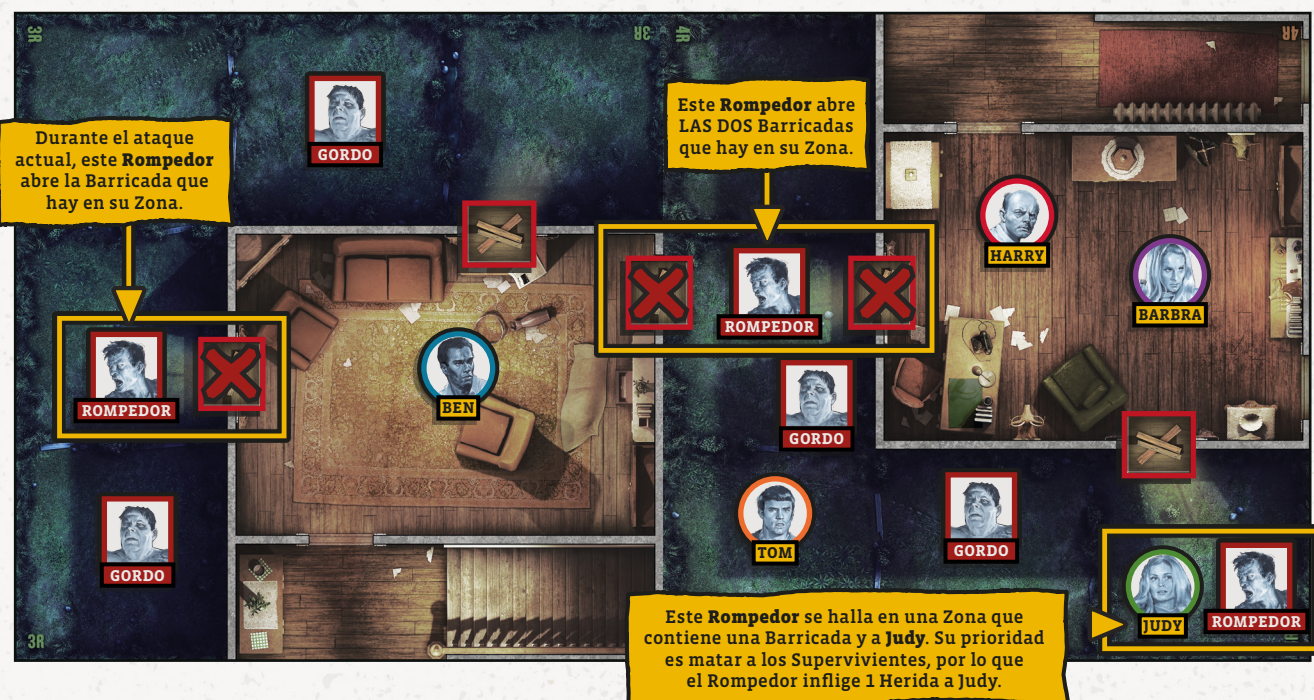 3R
3R
4R
4R
Durante el ataque
actual, este Rompedor
abre la Barricada que
hay en su Zona.
GORDO
Este Rompedor abre
LAS DOS Barricadas
que hay en su Zona.
HARRY
BARBRA
ROMPEDOR
ROMPEDOR
BEN
GORDO
TOM
GORDO
GORDO
JUDY
ROMPEDOR
3R
Este Rompedor se halla en una Zona que
contiene una Barricada y a Judy. Su prioridad
es matar a los Supervivientes, por lo que
el Rompedor inflige 1 Herida a Judy.